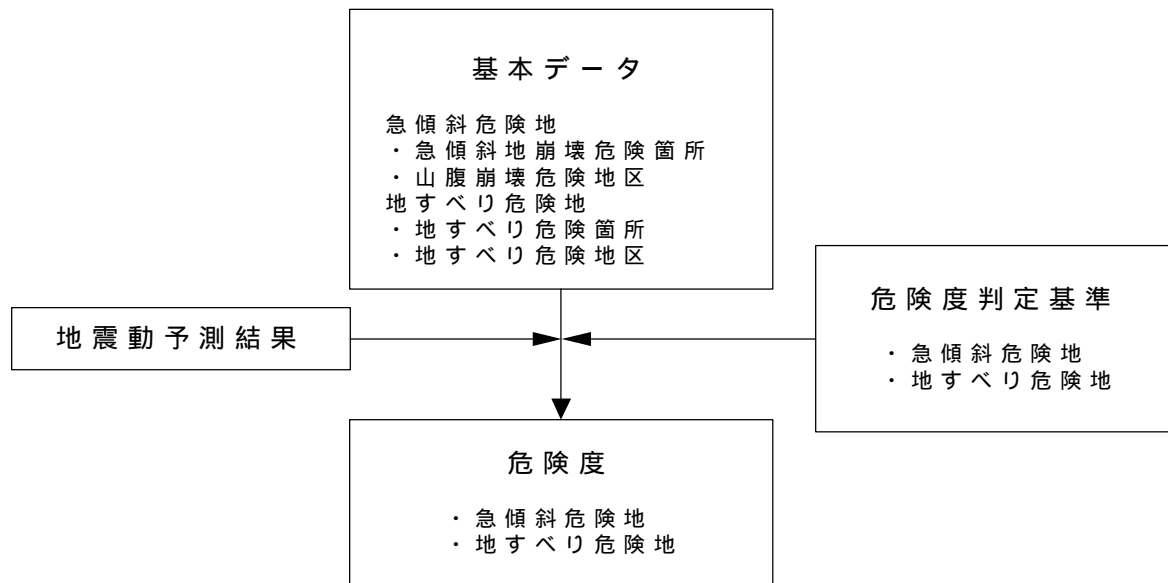 基本データ
急傾斜危険地
・急傾斜地崩壊危険箇所
・山腹崩壊危険地区
地すべり危険地
・地すべり危険箇所
・地すべり危険地区
地震動予測結果
危険度判定基準
・急傾斜危険地
・地すべり危険地
危険度
・急傾斜危険地
・地すべり危険地